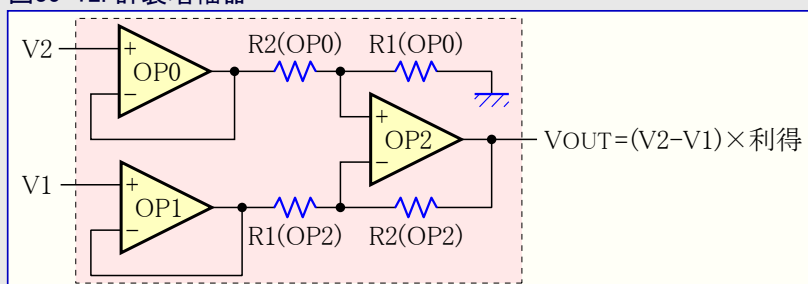 V2
+
OP0
−
R2(OP0)
R1(OP0)
+
OP2
−
VOUT=(V2-V1)×利得
V1
+
OP1
−
R1(OP2)
R2(OP2)